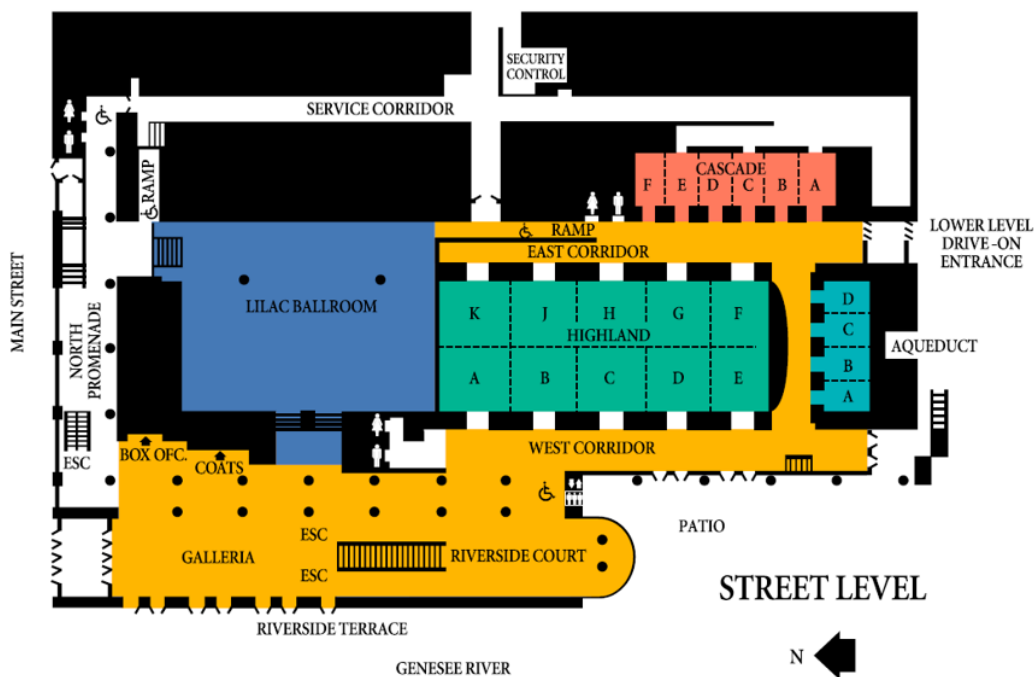 SECURITY
CONTROL
SERVICE CORRIDOR
CASCADE
F E D C B A
RAMP
RAMP
EAST CORRIDOR
LOWER LEVEL
DRIVE-ON
ENTRANCE
MAIN STREET
NORTH
PROMENADE
LILAC BALLROOM
K J H G F
HIGHLAND
A B C D E
D
C
B
A
AQUEDUCT
ESC
BOX OFC.
COATS
WEST CORRIDOR
PATIO
ESC
GALLERIA
RIVERSIDE COURT
ESC
STREET LEVEL
RIVERSIDE TERRACE
GENESEE RIVER
N